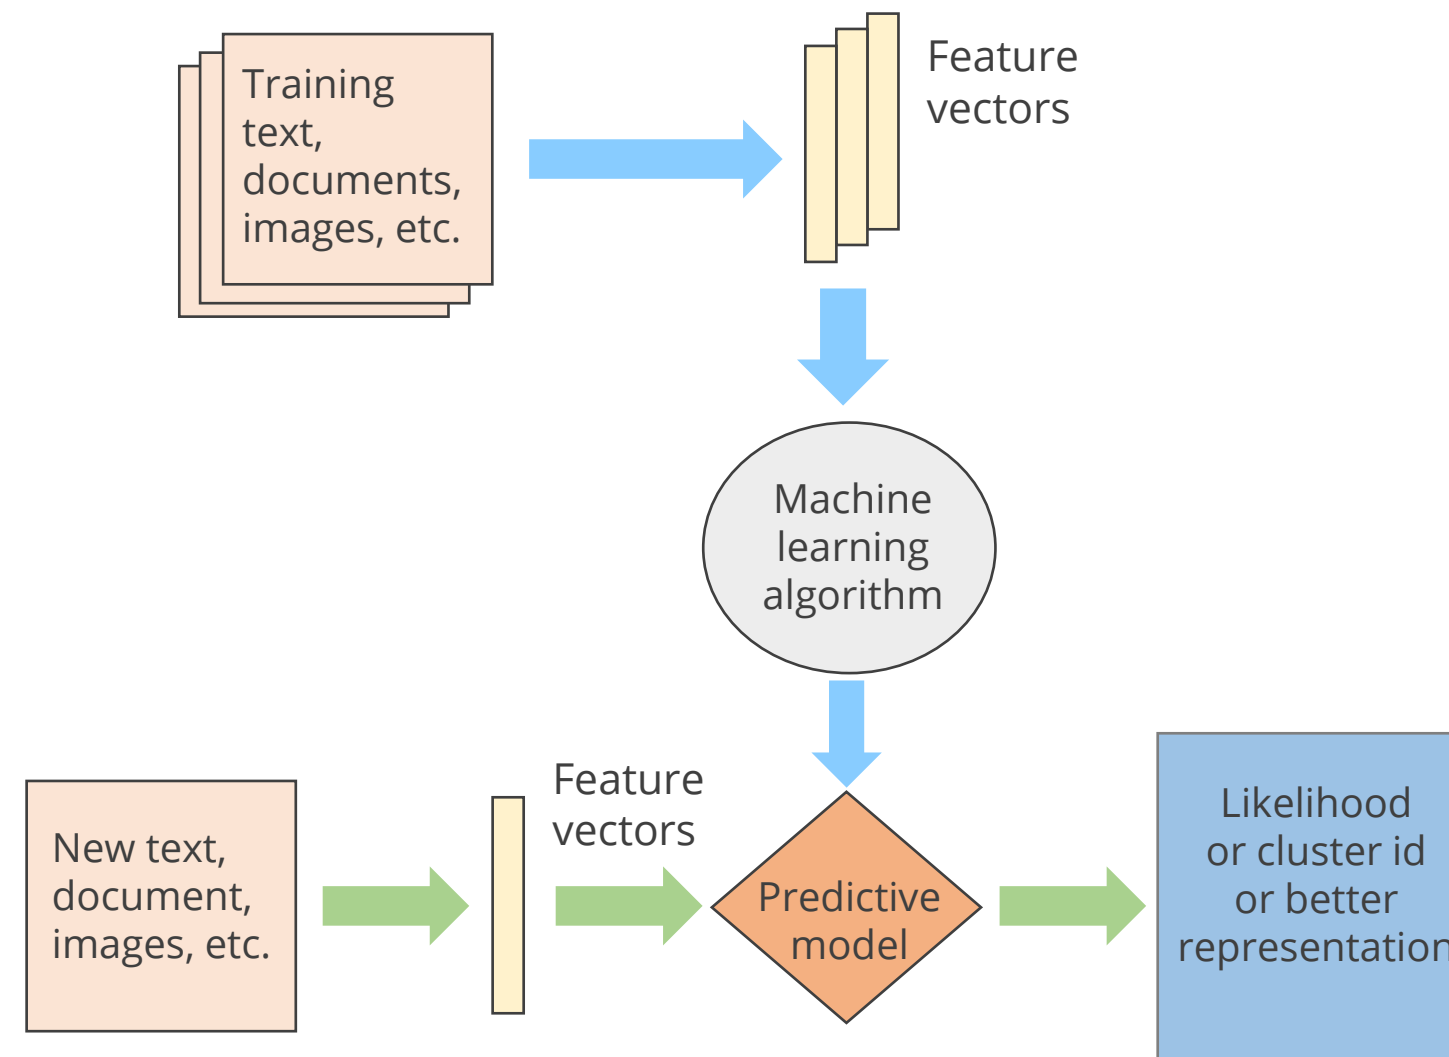 Training
text,
documents,
images, etc.
Feature
vectors
Machine
learning
algorithm
New text,
document,
images, etc.
Feature
vectors
Predictive
model
Likelihood
or cluster id
or better
representation